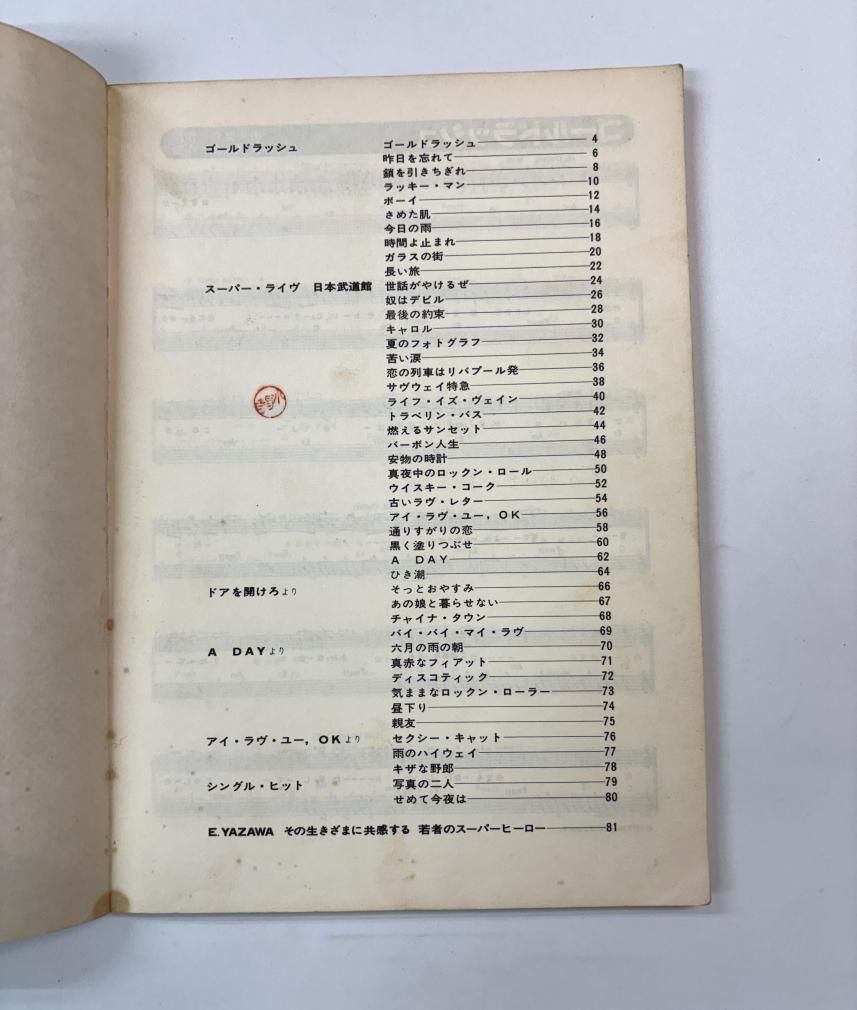 ゴールドラッシュ ゴールドラッシュ 4
昨日を忘れて 6
鎖を引きちぎれ 8
ラッキー・マン 10
ボーイ 12
さめた肌 14
今日の雨 16
時間よ止まれ 18
ガラスの街 20
長い旅 22
スーパー・ライヴ 日本武道館 世話がやけるぜ 24
奴はデビル 26
最後の約束 28
キャロル 30
夏のフォトグラフ 32
苦い涙 34
恋の列車はリバプール発 36
サヴウェイ特急 38
ライフ・イズ・ヴェイン 40
トラベリン・バス 42
燃えるサンセット 44
バーボン人生 46
安物の時計 48
真夜中のロックン・ロール 50
ウイスキー・コーク 52
古いラヴ・レター 54
アイ・ラヴ・ユー, OK 56
通りすがりの恋 58
黒く塗りつぶせ 60
A DAY 62
ひき潮 64
ドアを開けろより そっとおやすみ 66
あの娘と暮らせない 67
チャイナ・タウン 68
バイ・バイ・マイ・ラヴ 69
A DAYより 六月の雨の朝 70
真赤なフィアット 71
ディスコティック 72
気ままなロックン・ローラー 73
昼下り 74
親友 75
アイ・ラヴ・ユー, OKより セクシー・キャット 76
雨のハイウェイ 77
キザな野郎 78
シングル・ヒット 写真の二人 79
せめて今夜は 80
E. YAZAWA その生きざまに共感する 若者のスーパーヒーロー 81